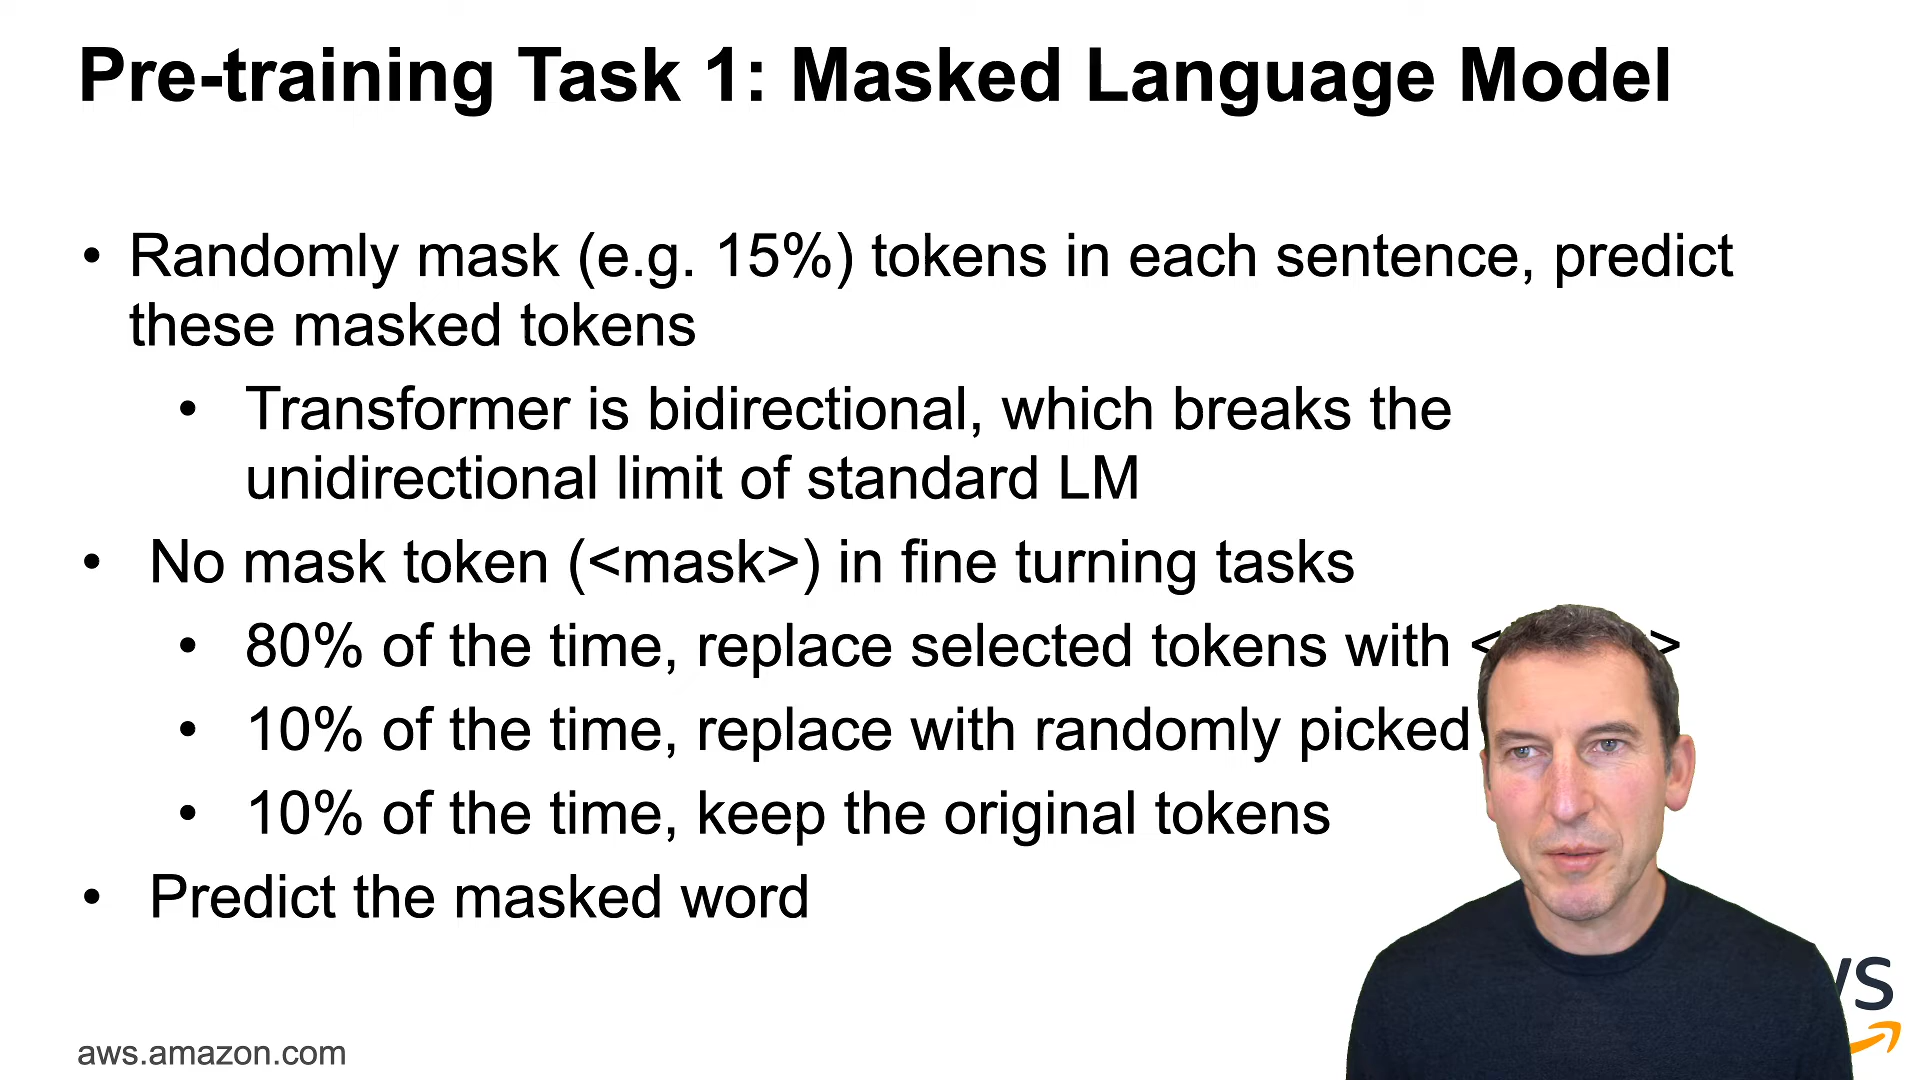 Pre-training Task 1: Masked Language Model
• Randomly mask (e.g. 15%) tokens in each sentence, predict
these masked tokens
• Transformer is bidirectional, which breaks the
unidirectional limit of standard LM
• No mask token (<mask>) in fine turning tasks
• 80% of the time, replace selected tokens with < >
• 10% of the time, replace with randomly picked
• 10% of the time, keep the original tokens
• Predict the masked word
aws.amazon.com